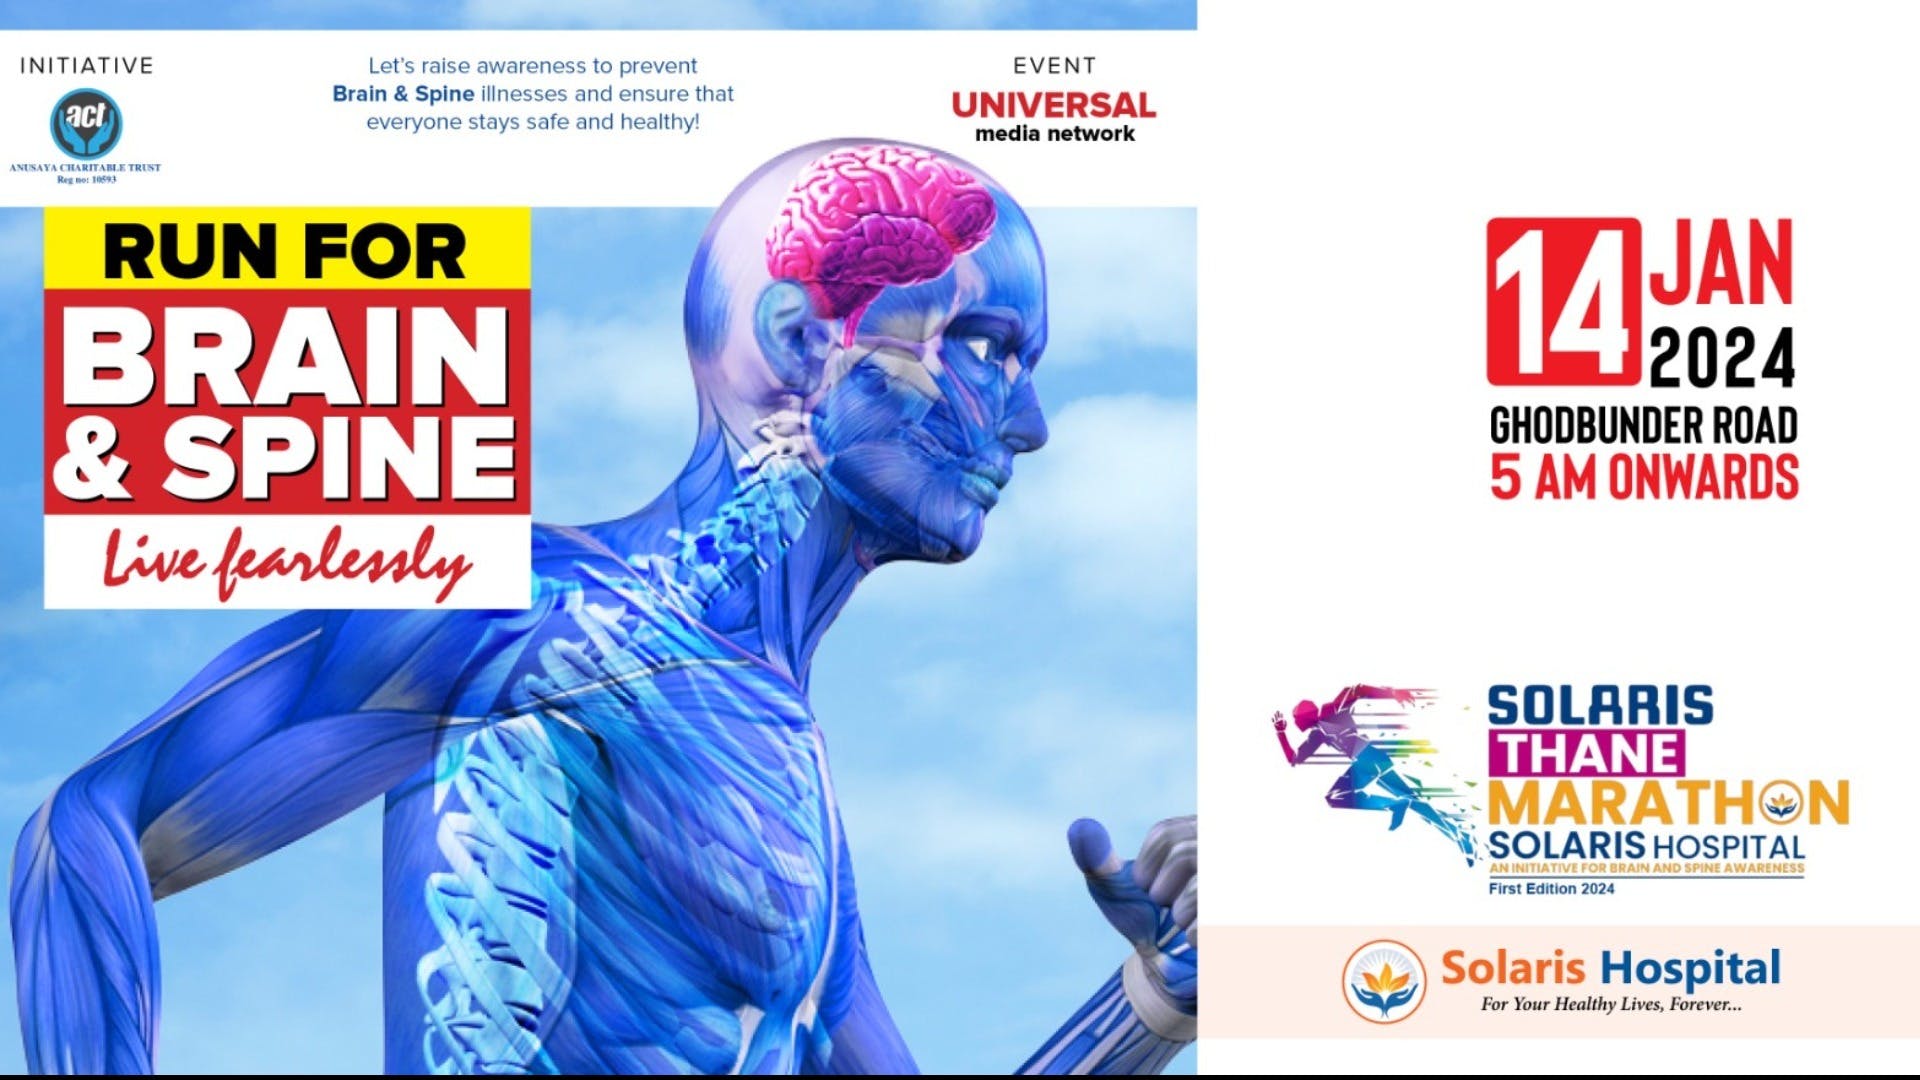 INITIATIVE
act
ANUSAYA CHARITABLE TRUST
Reg no: 10593
Let's raise awareness to prevent
Brain & Spine illnesses and ensure that
everyone stays safe and healthy!
EVENT
UNIVERSAL
media network
RUN FOR
BRAIN
& SPINE
Live fearlessly
14 JAN
2024
GHODBUNDER ROAD
5 AM ONWARDS
SOLARIS
THANE
MARATHON
SOLARIS HOSPITAL
AN INITIATIVE FOR BRAIN AND SPINE AWARENESS
First Edition 2024
Solaris Hospital
For Your Healthy Lives, Forever...